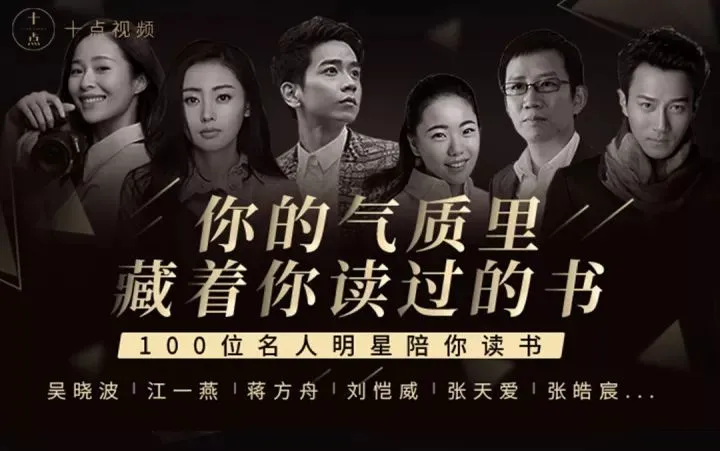 十点
十点视频
你的气质里
藏着你读过的书
100位名人明星陪你读书
吴晓波 | 江一燕 | 蒋方舟 | 刘恺威 | 张天爱 | 张皓宸...